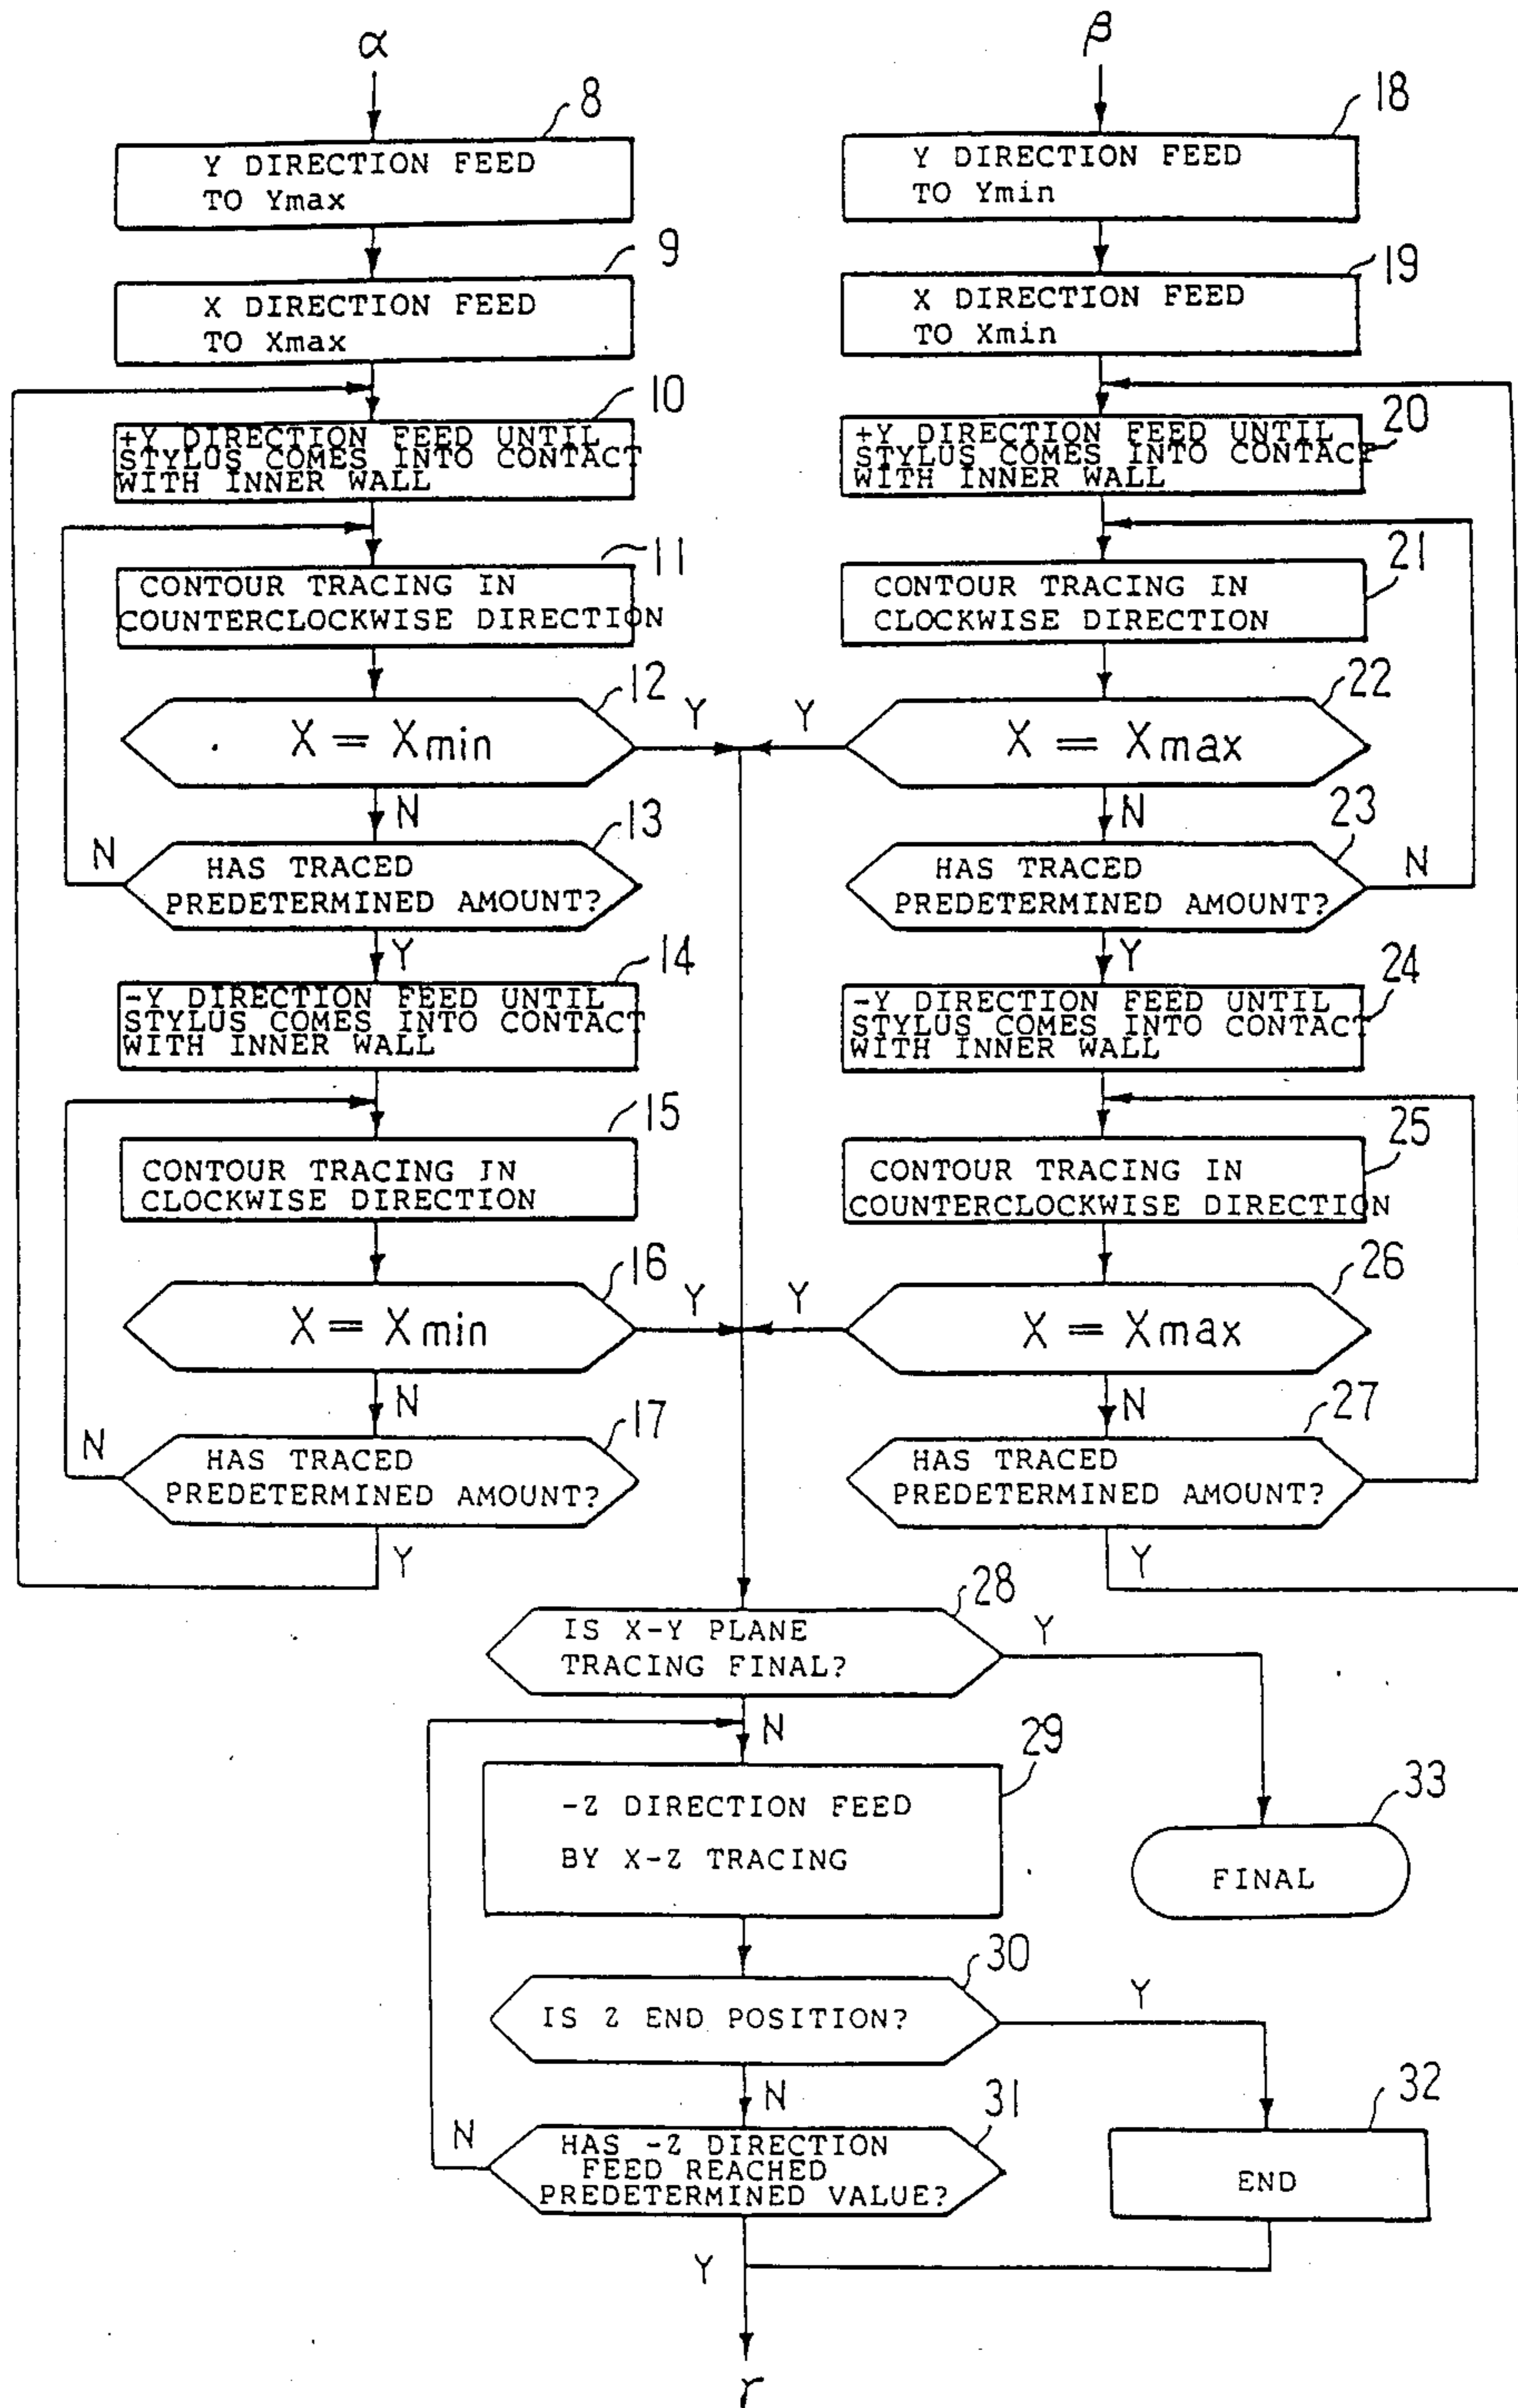 α
8
Y DIRECTION FEED
TO Ymax
9
X DIRECTION FEED
TO Xmax
10
+Y DIRECTION FEED UNTIL
STYLUS COMES INTO CONTACT
WITH INNER WALL
11
CONTOUR TRACING IN
COUNTERCLOCKWISE DIRECTION
12
X = Xmin
Y
N
13
HAS TRACED
PREDETERMINED AMOUNT?
N
Y
14
-Y DIRECTION FEED UNTIL
STYLUS COMES INTO CONTACT
WITH INNER WALL
15
CONTOUR TRACING IN
CLOCKWISE DIRECTION
16
X = Xmin
Y
N
17
HAS TRACED
PREDETERMINED AMOUNT?
N
Y
β
18
Y DIRECTION FEED
TO Ymin
19
X DIRECTION FEED
TO Xmin
20
+Y DIRECTION FEED UNTIL
STYLUS COMES INTO CONTACT
WITH INNER WALL
21
CONTOUR TRACING IN
CLOCKWISE DIRECTION
22
Y
X = Xmax
N
23
HAS TRACED
PREDETERMINED AMOUNT?
N
Y
24
-Y DIRECTION FEED UNTIL
STYLUS COMES INTO CONTACT
WITH INNER WALL
25
CONTOUR TRACING IN
COUNTERCLOCKWISE DIRECTION
26
Y
X = Xmax
N
27
HAS TRACED
PREDETERMINED AMOUNT?
Y
28
IS X-Y PLANE
TRACING FINAL?
Y
N
29
-Z DIRECTION FEED
BY X-Z TRACING
33
FINAL
30
IS Z END POSITION?
Y
N
31
HAS -Z DIRECTION
FEED REACHED
PREDETERMINED VALUE?
N
32
END
Y
γ